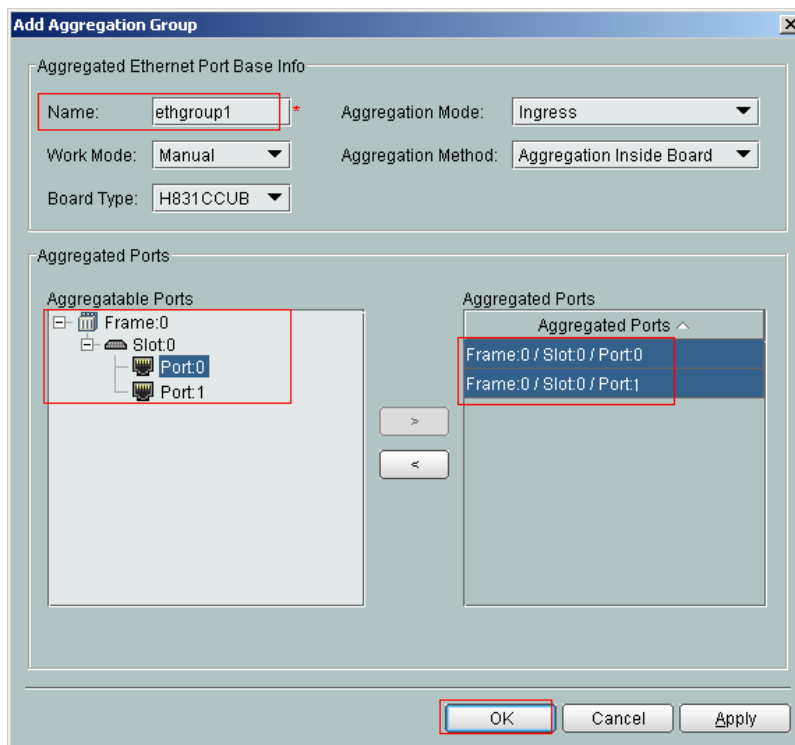 Add Aggregation Group
Aggregated Ethernet Port Base Info
Name: ethgroup1 * Aggregation Mode: Ingress
Work Mode: Manual Aggregation Method: Aggregation Inside Board
Board Type: H831CCUB
Aggregated Ports
Aggregatable Ports
Frame:0
Slot:0
Port:0
Port:1
>
<
Aggregated Ports
Aggregated Ports
Frame:0 / Slot:0 / Port:0
Frame:0 / Slot:0 / Port:1
OK Cancel Apply